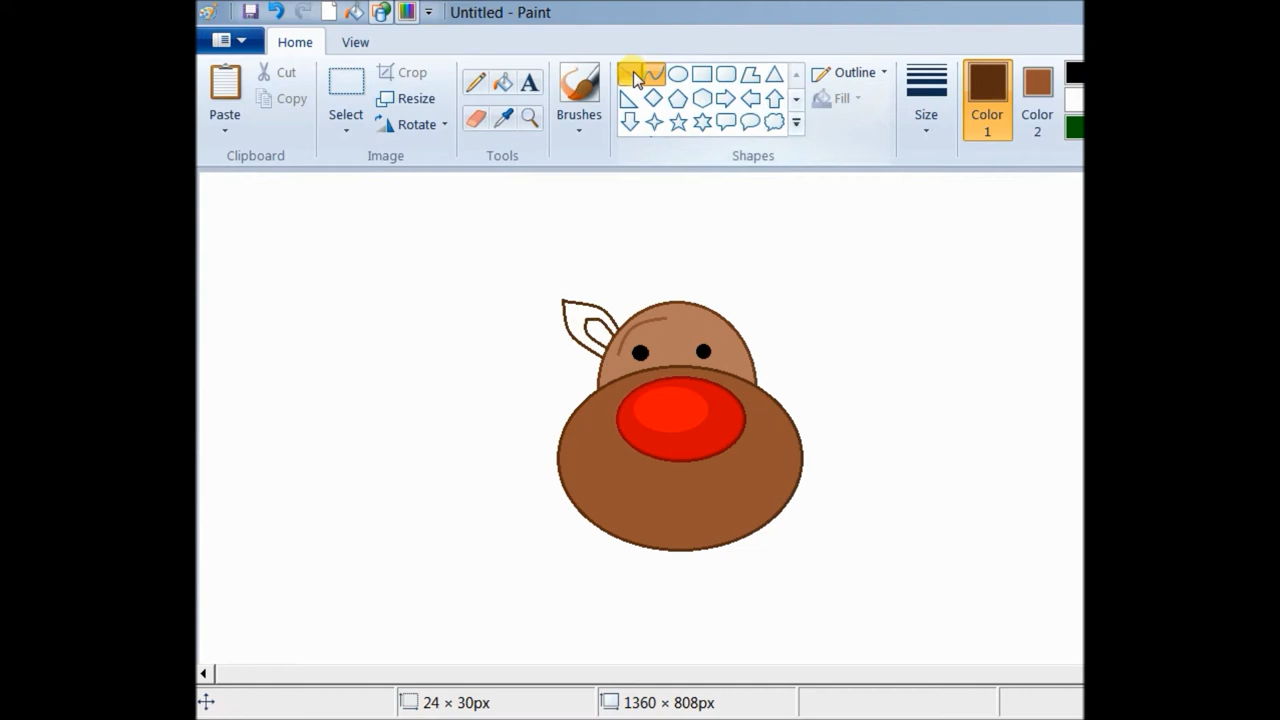 Untitled - Paint
Home View
Paste
Cut
Copy
Clipboard
Select
Crop
Resize
Rotate
Image
A
Tools
Brushes
Outline
Fill
Shapes
Size
Color 1
Color 2
24 × 30px
1360 × 808px